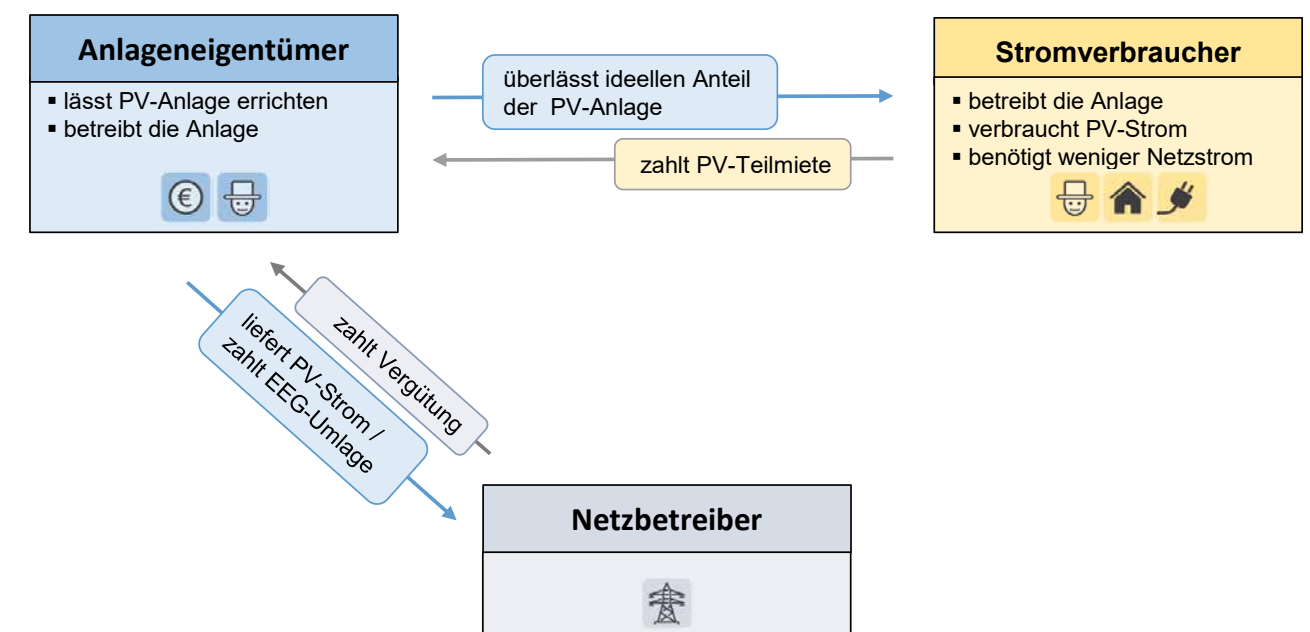 Anlageneigentümer
▪ lässt PV-Anlage errichten
▪ betreibt die Anlage
€
überlässt ideellen Anteil
der PV-Anlage
zahlt PV-Teilmiete
Stromverbraucher
▪ betreibt die Anlage
▪ verbraucht PV-Strom
▪ benötigt weniger Netzstrom
zahlt Vergütung
liefert PV-Strom /
zahlt EEG-Umlage
Netzbetreiber